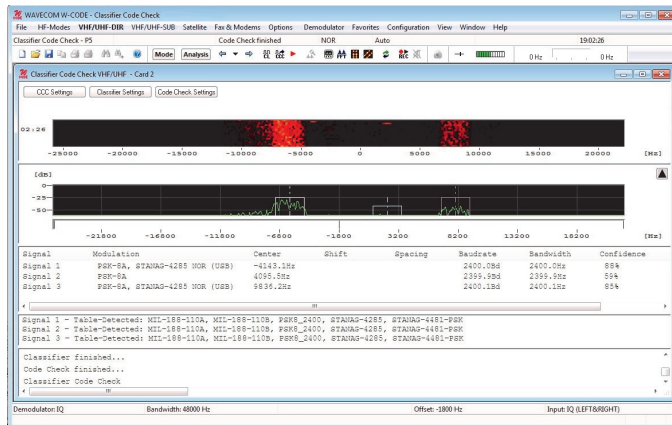 WAVECOM W-CODE - Classifier Code Check
File HF-Modes VHF/UHF-DIR VHF/UHF-SUB Satellite Fax & Modems Options Demodulator Favorites Configuration View Window Help
Classifier Code Check - P5 Code Check finished NOR Auto 19:02:26
Mode Analysis 0 Hz 0 Hz
Classifier Code Check VHF/UHF - Card 2
CCC Settings Classifier Settings Code Check Settings
02:26
-25000 -20000 -15000 -10000 -5000 0 5000 10000 15000 20000 [Hz]
[dB]
0
-25
-50
-21800 -16800 -11800 -6800 -1800 3200 8200 13200 18200 [Hz]
Signal Modulation Center Shift Spacing Baudrate Bandwidth Confidence
Signal 1 PSK-8A, STANAG-4285 NOR (USB) -4143.1Hz 2400.0Bd 2400.0Hz 88%
Signal 2 PSK-8A 4095.5Hz 2399.9Bd 2399.9Hz 59%
Signal 3 PSK-8A, STANAG-4285 NOR (USB) 9836.2Hz 2400.1Bd 2400.1Hz 85%
Signal 1 - Table-Detected: MIL-188-110A, MIL-188-110B, PSK8_2400, STANAG-4285, STANAG-4481-PSK
Signal 2 - Table-Detected: MIL-188-110A, MIL-188-110B, PSK8_2400, STANAG-4285, STANAG-4481-PSK
Signal 3 - Table-Detected: MIL-188-110A, MIL-188-110B, PSK8_2400, STANAG-4285, STANAG-4481-PSK
Classifier finished...
Code Check finished...
Classifier Code Check
Demodulator: IQ Bandwidth: 48000 Hz Offset: -1800 Hz Input: IQ (LEFT&RIGHT)